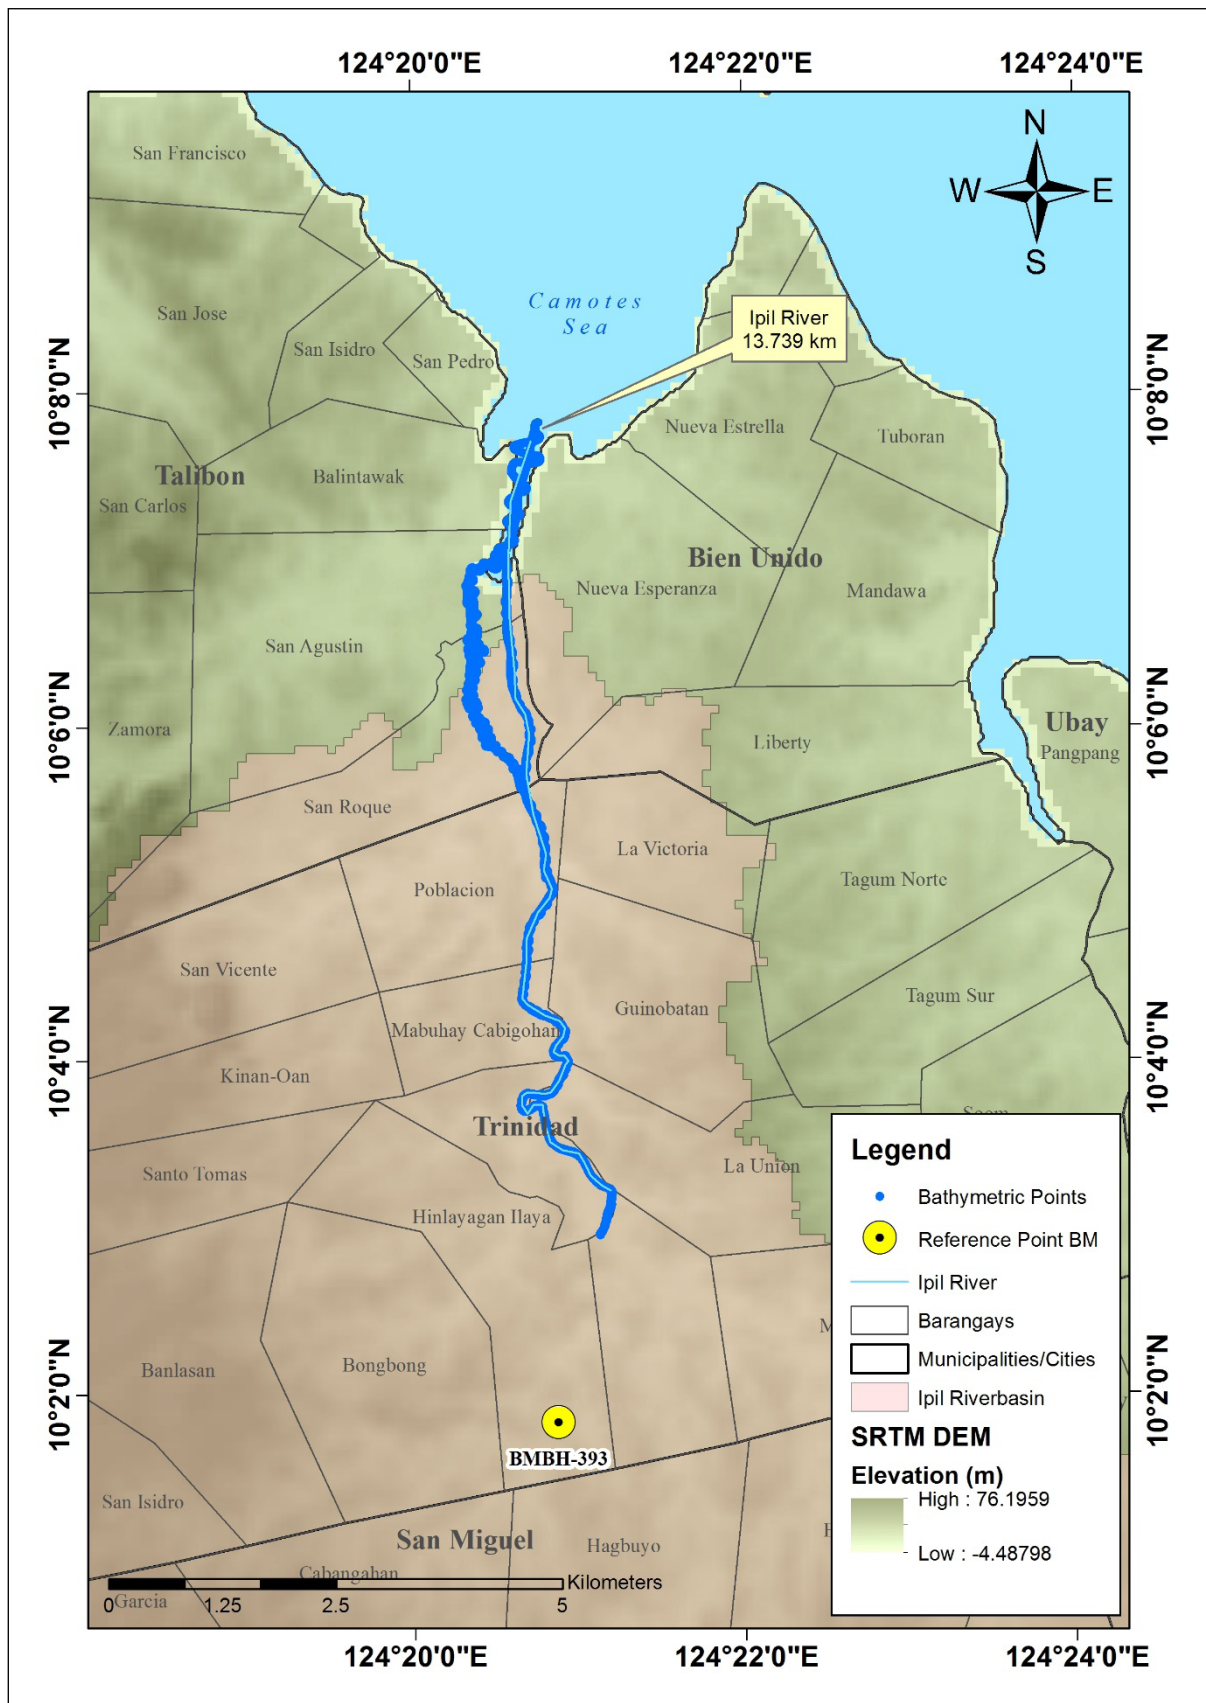 124°20'0"E
124°22'0"E
124°24'0"E
N
W
E
S
San Francisco
Camotes
Sea
Ipil River
13.739 km
San Jose
San Isidro
San Pedro
10°8'0"N
10°8'0"N
Nueva Estrella
Tuboran
Talibon
Balintawak
San Carlos
Bien Unido
Nueva Esperanza
Mandawa
San Agustin
Zamora
10°6'0"N
10°6'0"N
Liberty
Ubay
Pangpang
San Roque
La Victoria
Poblacion
Tagum Norte
San Vicente
Tagum Sur
Guinobatan
Mabuhay Cabigohan
Kinan-Oan
10°4'0"N
10°4'0"N
Trinidad
Santo Tomas
La Union
Hinlayagan Ilaya
Banlasan
Bongbong
10°2'0"N
10°2'0"N
BMBH-393
San Isidro
San Miguel
Hagbuyo
Cabangahan
Garcia
Kilometers
0
1.25
2.5
5
Legend
Bathymetric Points
Reference Point BM
Ipil River
Barangays
Municipalities/Cities
Ipil Riverbasin
SRTM DEM
Elevation (m)
High : 76.1959
Low : -4.48798
124°20'0"E
124°22'0"E
124°24'0"E